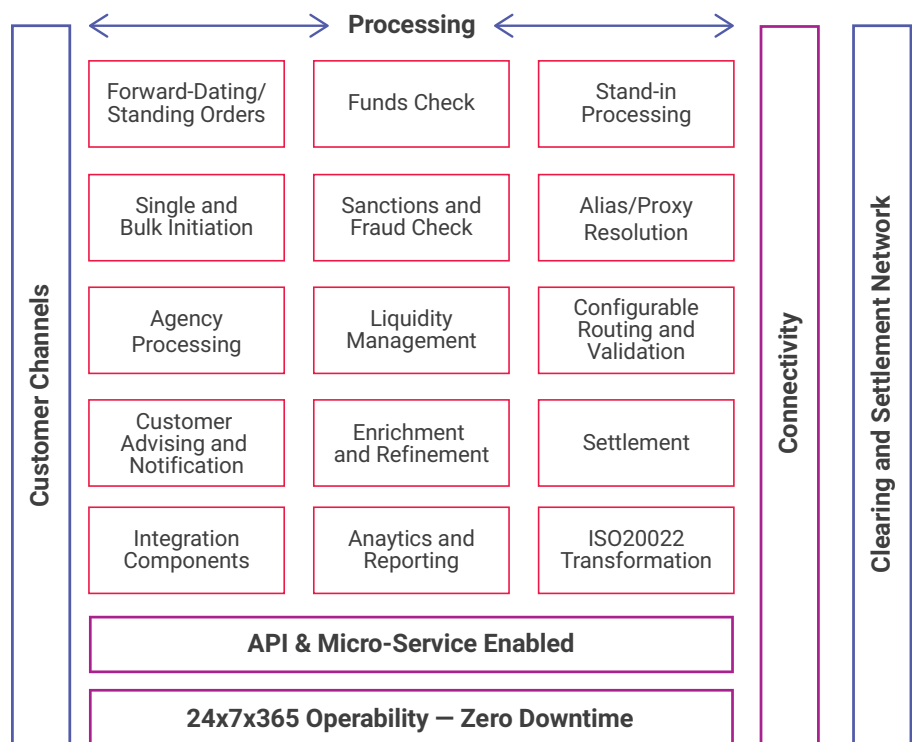 Processing
Customer Channels
Forward-Dating/
Standing Orders
Funds Check
Stand-in
Processing
Single and
Bulk Initiation
Sanctions and
Fraud Check
Alias/Proxy
Resolution
Agency
Processing
Liquidity
Management
Configurable
Routing and
Validation
Customer
Advising and
Notification
Enrichment
and Refinement
Settlement
Integration
Components
Anaytics and
Reporting
ISO20022
Transformation
API & Micro-Service Enabled
24x7x365 Operability — Zero Downtime
Connectivity
Clearing and Settlement Network